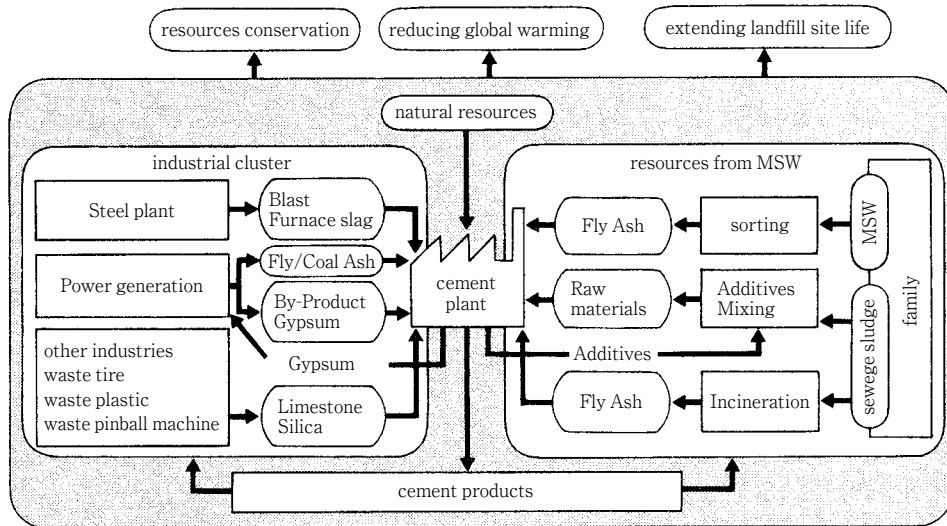 resources conservation
reducing global warming
extending landfill site life
natural resources
industrial cluster
resources from MSW
Steel plant
Blast
Furnace slag
Power generation
Fly/Coal Ash
By-Product
Gypsum
other industries
waste tire
waste plastic
waste pinball machine
Gypsum
Limestone
Silica
cement
plant
Fly Ash
sorting
MSW
Raw
materials
Additives
Mixing
Additives
Fly Ash
Incineration
sewege sludge
family
cement products